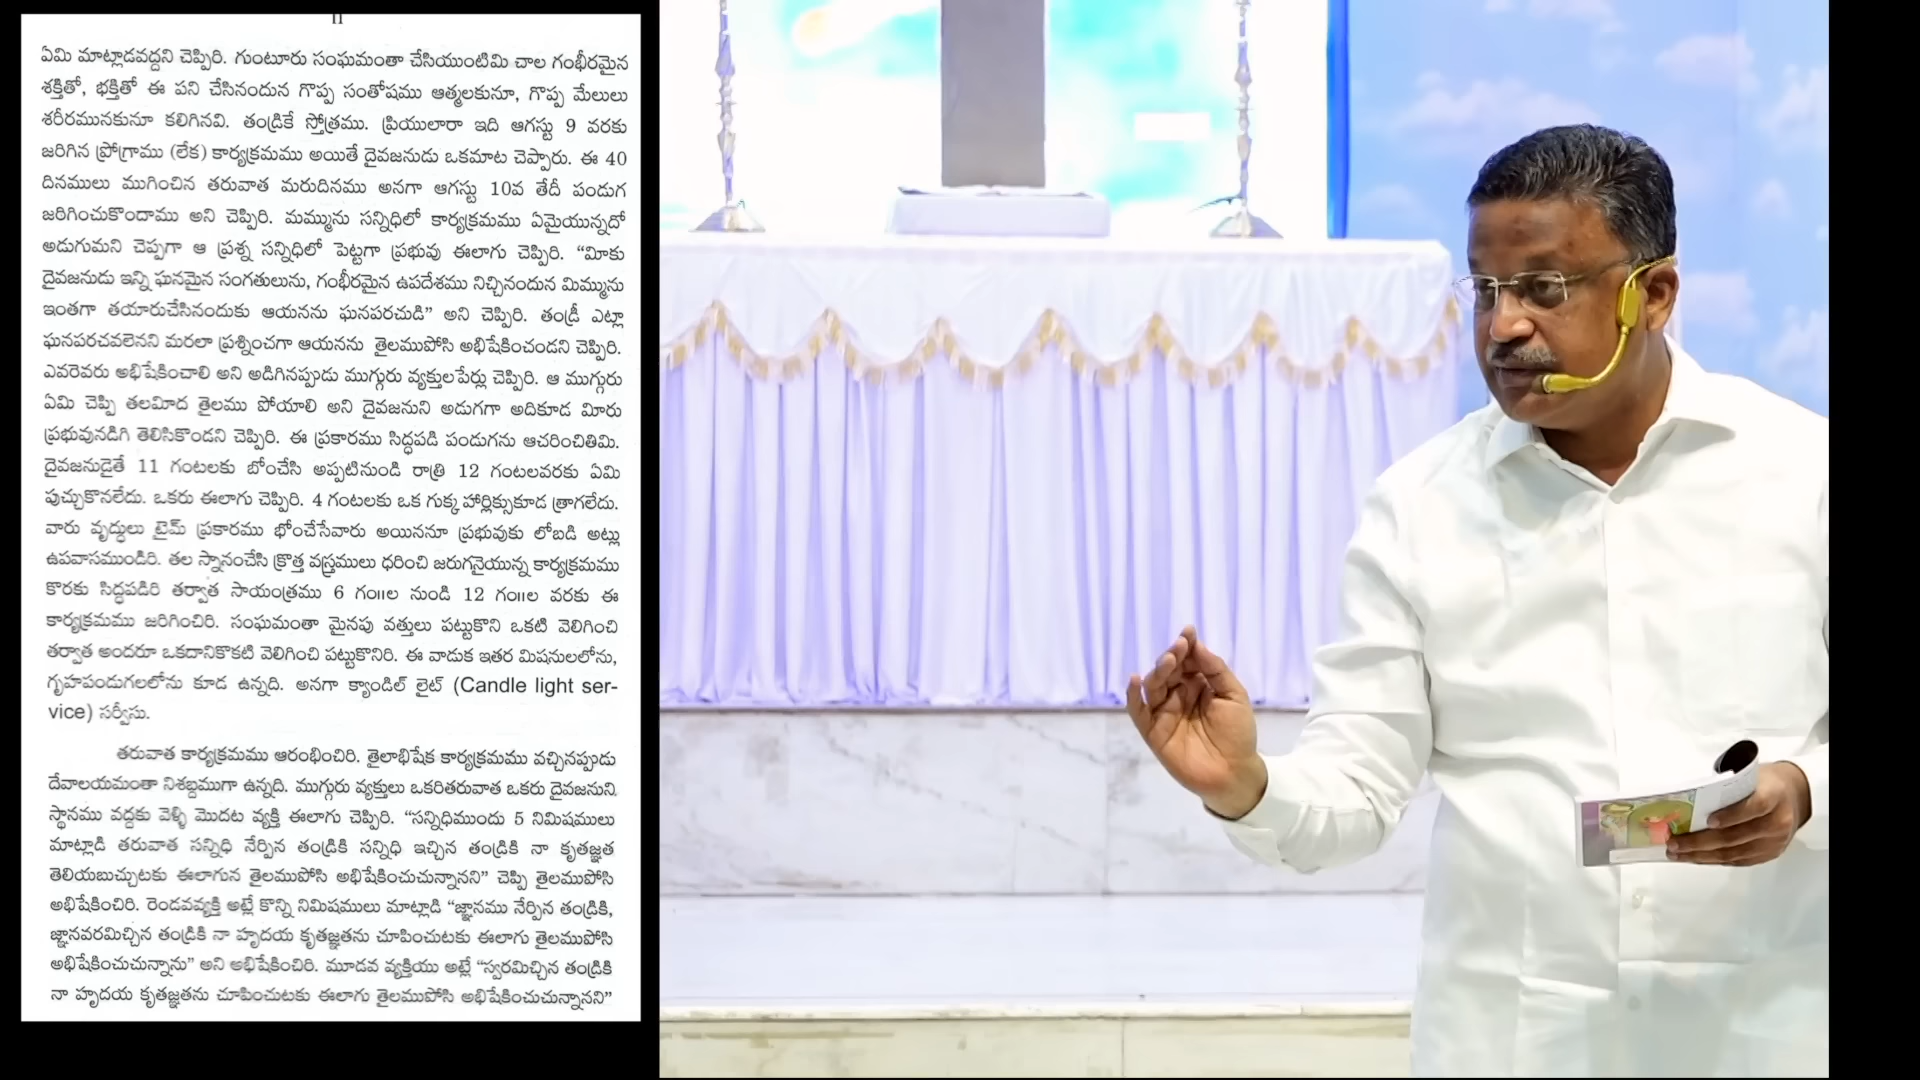 11
ఏమి మాట్లాడవద్దని చెప్పిరి. గుంటూరు సంఘమంతా చేసియుంటిమి చాల గంభీరమైన
శక్తితో, భక్తితో ఈ పని చేసినందున గొప్ప సంతోషము ఆత్మలకునూ, గొప్ప మేలులు
శరీరమునకునూ కలిగినవి. తండ్రికే స్తోత్రము. ప్రియులారా ఇది ఆగస్టు 9 వరకు
జరిగిన ప్రోగ్రాము (లేక) కార్యక్రమము అయితే దైవజనుడు ఒకమాట చెప్పారు. ఈ 40
దినములు ముగించిన తరువాత మరుదినము అనగా ఆగస్టు 10వ తేదీ పండుగ
జరిగించుకొందాము అని చెప్పిరి. మమ్మును సన్నిధిలో కార్యక్రమము ఏమైయున్నదో
అడుగుమని చెప్పగా ఆ ప్రశ్న సన్నిధిలో పెట్టగా ప్రభువు ఈలాగు చెప్పిరి. “మీకు
దైవజనుడు ఇన్ని ఘనమైన సంగతులును, గంభీరమైన ఉపదేశము నిచ్చినందున మిమ్మును
ఇంతగా తయారుచేసినందుకు ఆయనను ఘనపరచుడి” అని చెప్పిరి. తండ్రీ ఎట్లా
ఘనపరచవలెనని మరలా ప్రశ్నించగా ఆయనను తైలముపోసి అభిషేకించండని చెప్పిరి.
ఎవరెవరు అభిషేకించాలి అని అడిగినప్పుడు ముగ్గురు వ్యక్తులపేర్లు చెప్పిరి. ఆ ముగ్గురు
ఏమి చెప్పి తలమీద తైలము పోయాలి అని దైవజనుని అడుగగా అదికూడ మీరు
ప్రభువునడిగి తెలిసికొండని చెప్పిరి. ఈ ప్రకారము సిద్ధపడి పండుగను ఆచరించితిమి.
దైవజనుడైతే 11 గంటలకు బోంచేసి అప్పటినుండి రాత్రి 12 గంటలవరకు ఏమి
పుచ్చుకొనలేదు. ఒకరు ఈలాగు చెప్పిరి. 4 గంటలకు ఒక గుక్క హార్లిక్సుకూడ త్రాగలేదు.
వారు వృద్ధులు టైమ్ ప్రకారము భోంచేసేవారు అయిననూ ప్రభువుకు లోబడి అట్లు
ఉపవాసముండిరి. తల స్నానంచేసి క్రొత్త వస్త్రములు ధరించి జరుగనైయున్న కార్యక్రమము
కొరకు సిద్ధపడిరి తర్వాత సాయంత్రము 6 గం॥ల నుండి 12 గం॥ల వరకు ఈ
కార్యక్రమము జరిగించిరి. సంఘమంతా మైనపు వత్తులు పట్టుకొని ఒకటి వెలిగించి
తర్వాత అందరూ ఒకదానికొకటి వెలిగించి పట్టుకొనిరి. ఈ వాడుక ఇతర మిషనులలోను,
గృహపండుగలలోను కూడ ఉన్నది. అనగా క్యాండిల్ లైట్ (Candle light ser-
vice) సర్వీసు.
తరువాత కార్యక్రమము ఆరంభించిరి. తైలాభిషేక కార్యక్రమము వచ్చినప్పుడు
దేవాలయమంతా నిశబ్దముగా ఉన్నది. ముగ్గురు వ్యక్తులు ఒకరితరువాత ఒకరు దైవజనుని
స్థానము వద్దకు వెళ్ళి మొదట వ్యక్తి ఈలాగు చెప్పిరి. “సన్నిధిముందు 5 నిమిషములు
మాట్లాడి తరువాత సన్నిధి నేర్పిన తండ్రికి సన్నిధి ఇచ్చిన తండ్రికి నా కృతజ్ఞత
తెలియబుచ్చుటకు ఈలాగున తైలముపోసి అభిషేకించుచున్నానని” చెప్పి తైలముపోసి
అభిషేకించిరి. రెండవవ్యక్తి అట్లే కొన్ని నిమిషములు మాట్లాడి “జ్ఞానము నేర్పిన తండ్రికి,
జ్ఞానవరమిచ్చిన తండ్రికి నా హృదయ కృతజ్ఞతను చూపించుటకు ఈలాగు తైలముపోసి
అభిషేకించుచున్నాను” అని అభిషేకించిరి. మూడవ వ్యక్తియు అట్లే “స్వరమిచ్చిన తండ్రికి
నా హృదయ కృతజ్ఞతను చూపించుటకు ఈలాగు తైలముపోసి అభిషేకించుచున్నానని”